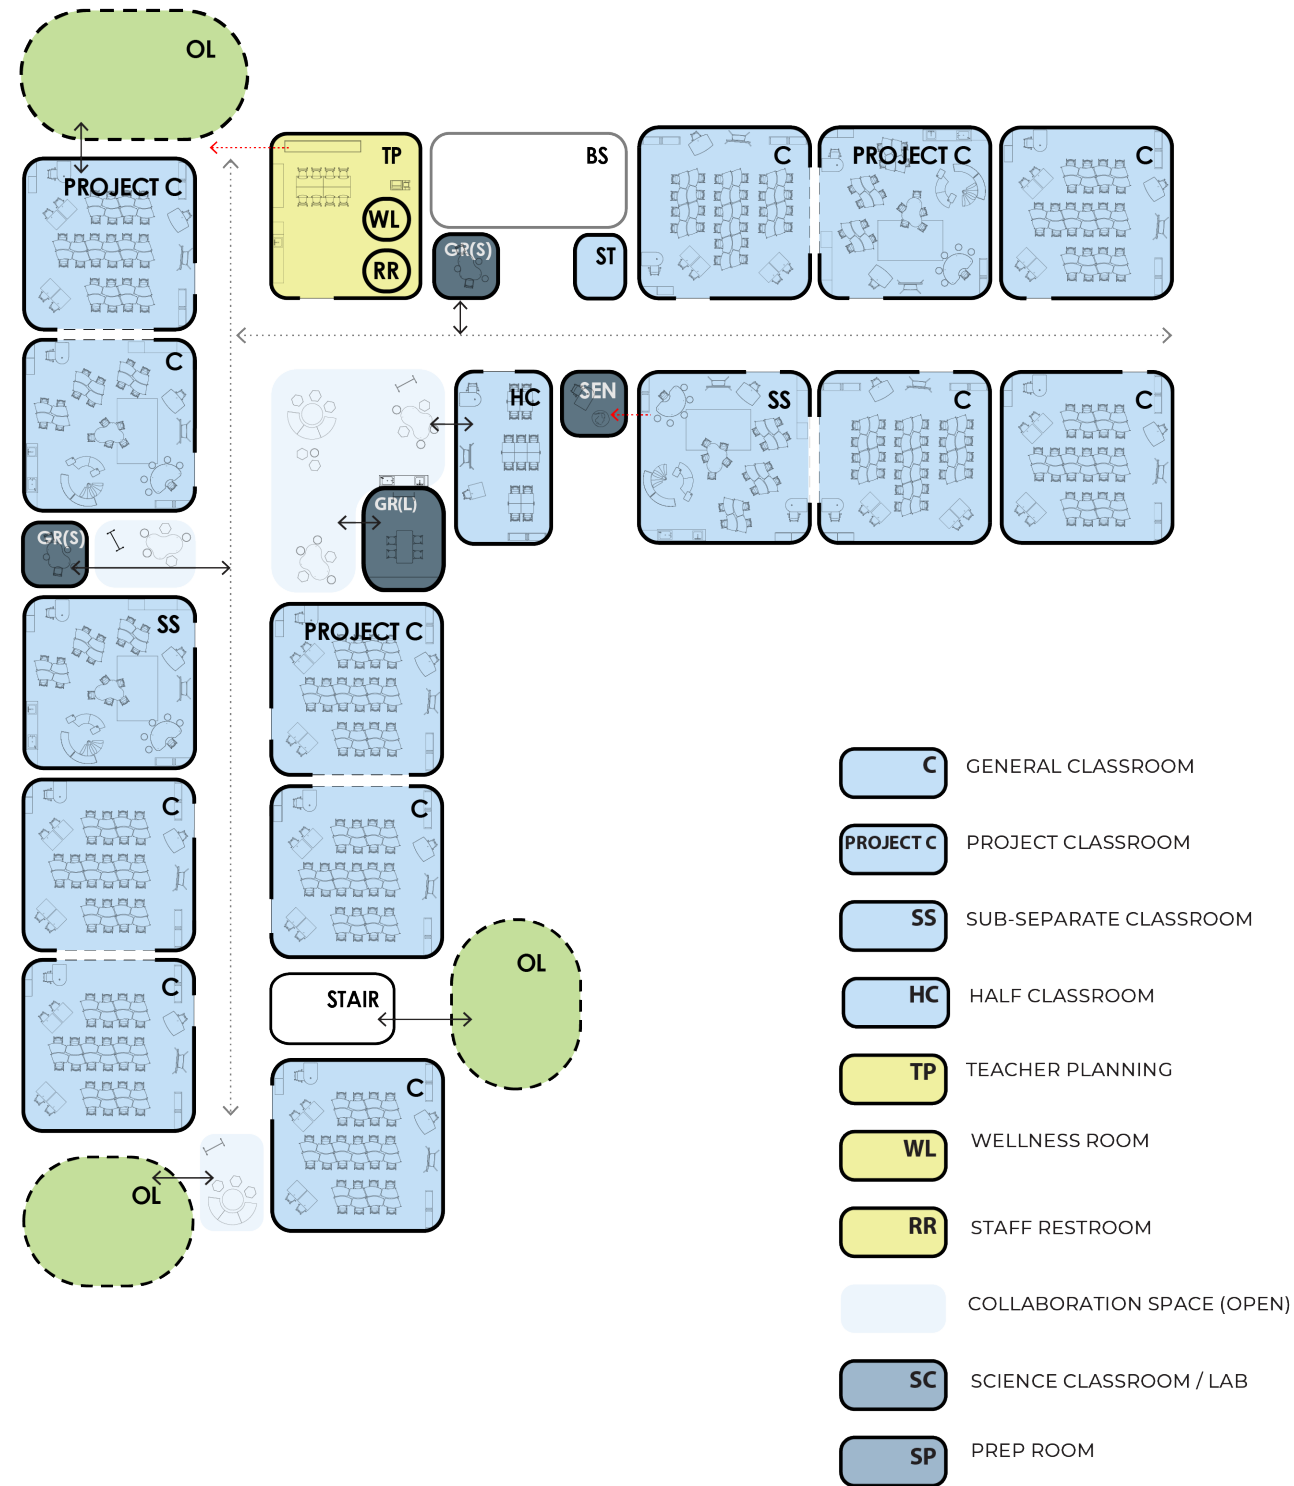 OL
TP
BS
C
PROJECT C
C
PROJECT C
WL
GR(S)
ST
RR
C
HC
SEN
SS
C
C
GR(L)
GR(S)
SS
PROJECT C
C
C
OL
C
STAIR
C
OL
C GENERAL CLASSROOM
PROJECT C PROJECT CLASSROOM
SS SUB-SEPARATE CLASSROOM
HC HALF CLASSROOM
TP TEACHER PLANNING
WL WELLNESS ROOM
RR STAFF RESTROOM
COLLABORATION SPACE (OPEN)
SC SCIENCE CLASSROOM / LAB
SP PREP ROOM